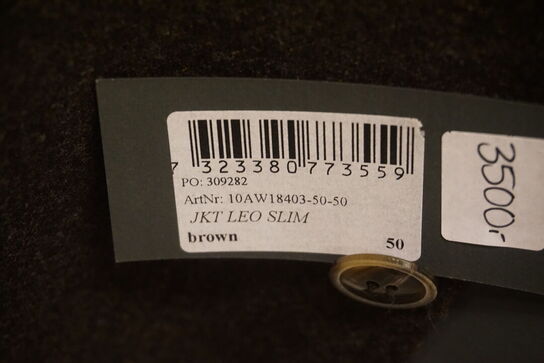 7 323380 773559
PO: 309282
ArtNr: 10AW18403-50-50
JKT LEO SLIM
brown 50
3500,-